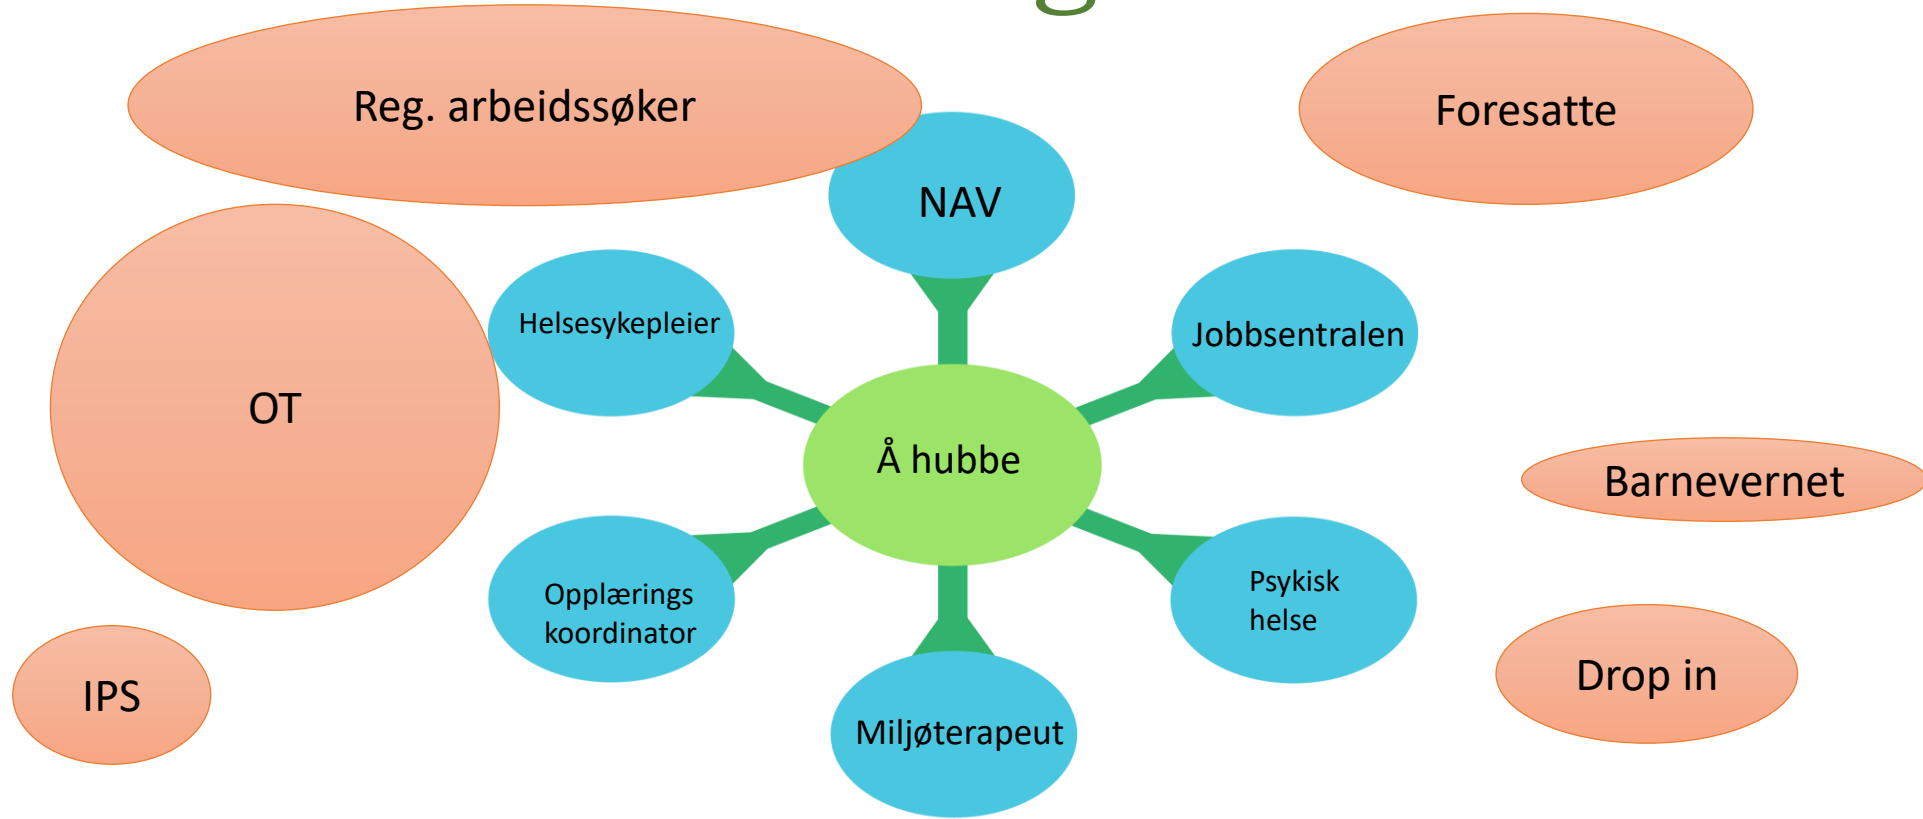 Reg. arbeidssøker
Foresatte
NAV
Helsesykepleier
Jobbsentralen
OT
Å hubbe
Barnevernet
Opplærings
koordinator
Psykisk
helse
IPS
Drop in
Miljøterapeut